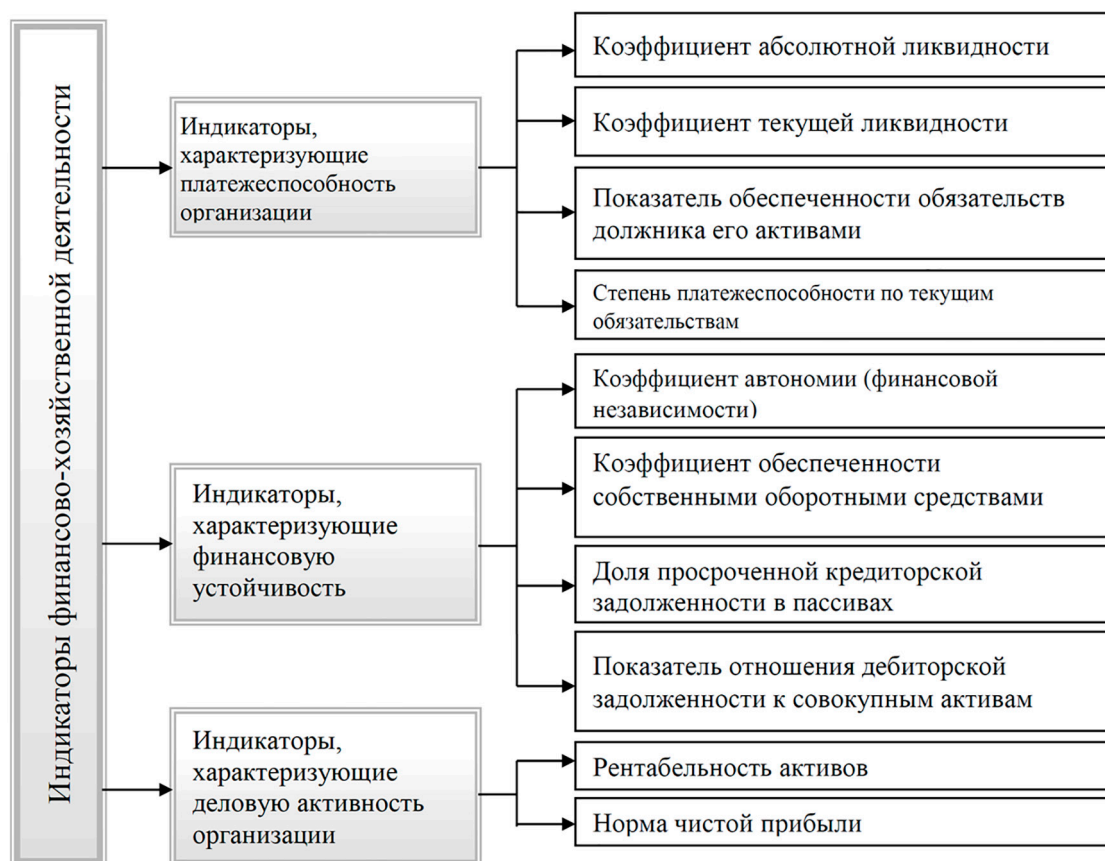 Индикаторы финансово-хозяйственной деятельности
Индикаторы,
характеризующие
платежеспособность
организации
Коэффициент абсолютной ликвидности
Коэффициент текущей ликвидности
Показатель обеспеченности обязательств
должника его активами
Степень платежеспособности по текущим
обязательствам
Индикаторы,
характеризующие
финансовую
устойчивость
Коэффициент автономии (финансовой
независимости)
Коэффициент обеспеченности
собственными оборотными средствами
Доля просроченной кредиторской
задолженности в пассивах
Показатель отношения дебиторской
задолженности к совокупным активам
Индикаторы,
характеризующие
деловую активность
организации
Рентабельность активов
Норма чистой прибыли